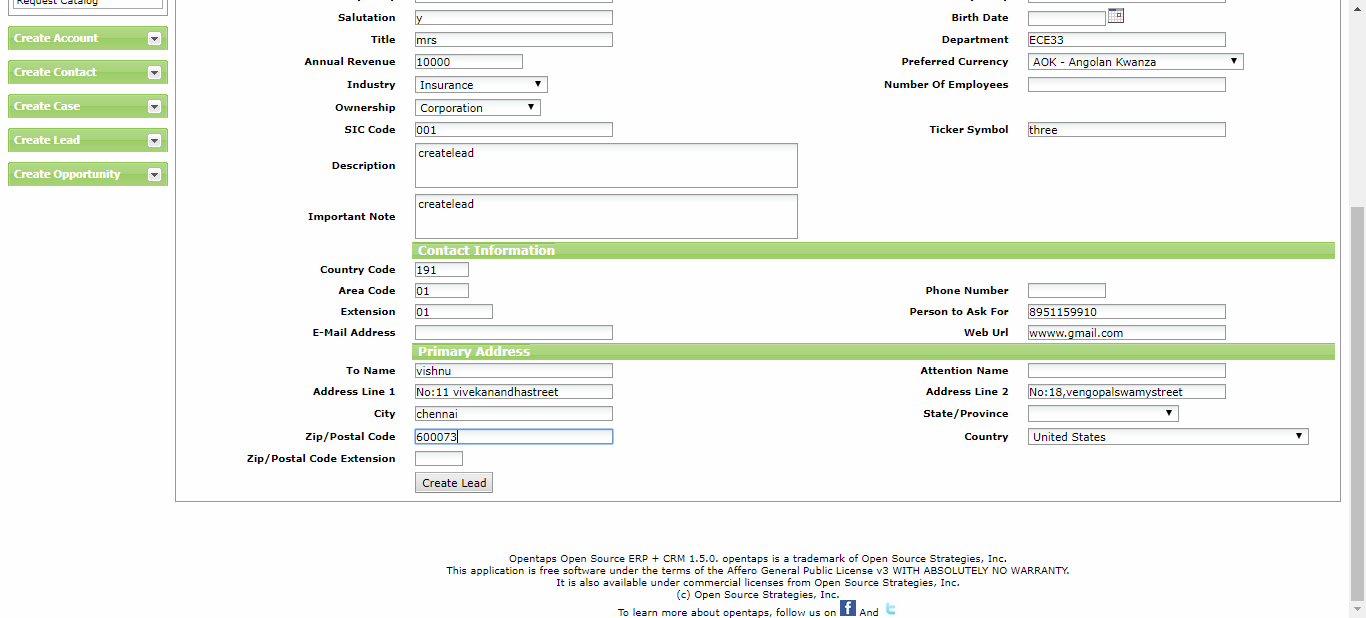 Request Catalog
Create Account
Create Contact
Create Case
Create Lead
Create Opportunity
Salutation y Birth Date
Title mrs Department ECE33
Annual Revenue 10000 Preferred Currency AOK - Angolan Kwanza
Industry Insurance Number Of Employees
Ownership Corporation
SIC Code 001 Ticker Symbol three
Description createlead
Important Note createlead
Contact Information
Country Code 191
Area Code 01 Phone Number
Extension 01 Person to Ask For 8951159910
E-Mail Address Web Url wwww.gmail.com
Primary Address
To Name vishnu Attention Name
Address Line 1 No:11 vivekanandhastreet Address Line 2 No:18,vengopalswamystreet
City chennai State/Province
Zip/Postal Code 600073 Country United States
Zip/Postal Code Extension
Create Lead
Opentaps Open Source ERP + CRM 1.5.0. opentaps is a trademark of Open Source Strategies, Inc.
This application is free software under the terms of the Affero General Public License v3 WITH ABSOLUTELY NO WARRANTY.
It is also available under commercial licenses from Open Source Strategies, Inc.
(c) Open Source Strategies, Inc.
To learn more about opentaps, follow us on f And t